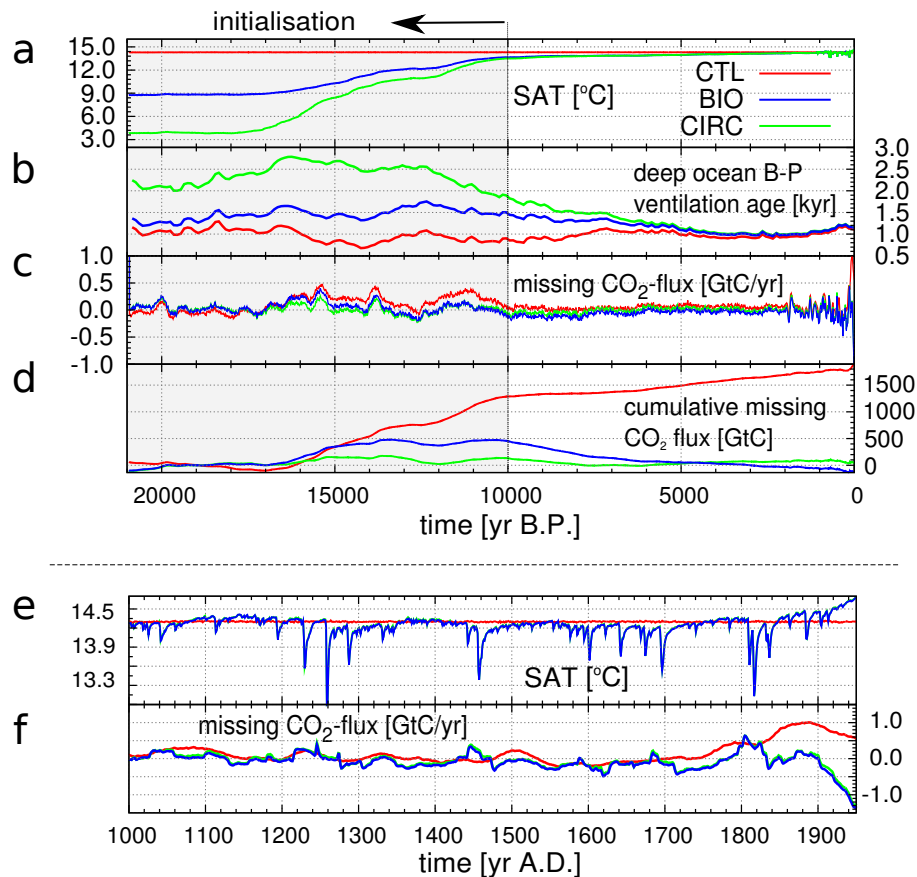 initialisation
a
15.0
12.0
9.0
6.0
3.0
SAT [°C]
CTL
BIO
CIRC
b
deep ocean B-P
ventilation age [kyr]
3.0
2.5
2.0
1.5
1.0
0.5
c
1.0
0.5
0.0
-0.5
-1.0
missing CO₂-flux [GtC/yr]
d
cumulative missing
CO₂ flux [GtC]
1500
1000
500
0
20000 15000 10000 5000 0
time [yr B.P.]
e
14.5
13.9
13.3
SAT [°C]
f
missing CO₂-flux [GtC/yr]
1.0
0.0
-1.0
1000 1100 1200 1300 1400 1500 1600 1700 1800 1900
time [yr A.D.]